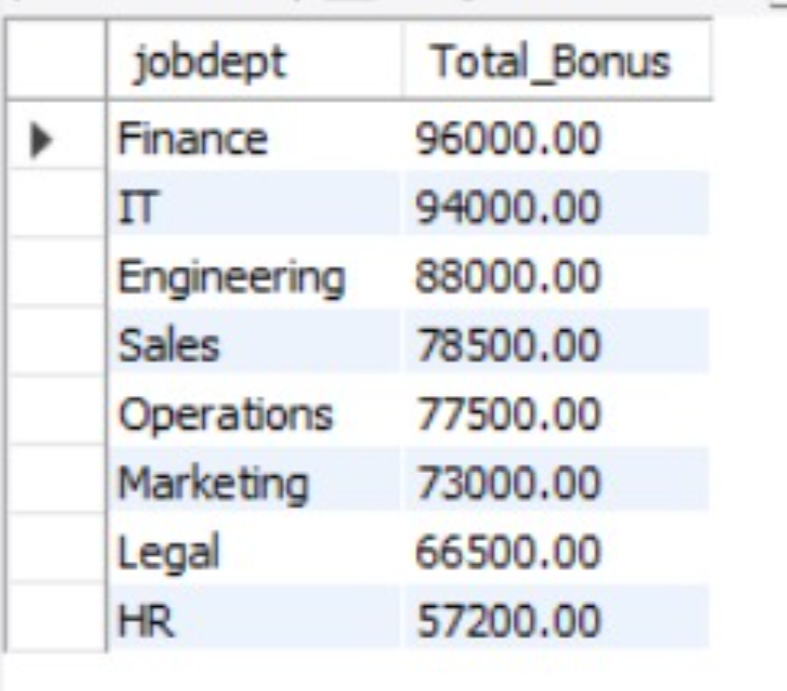 jobdept Total_Bonus
Finance 96000.00
IT 94000.00
Engineering 88000.00
Sales 78500.00
Operations 77500.00
Marketing 73000.00
Legal 66500.00
HR 57200.00